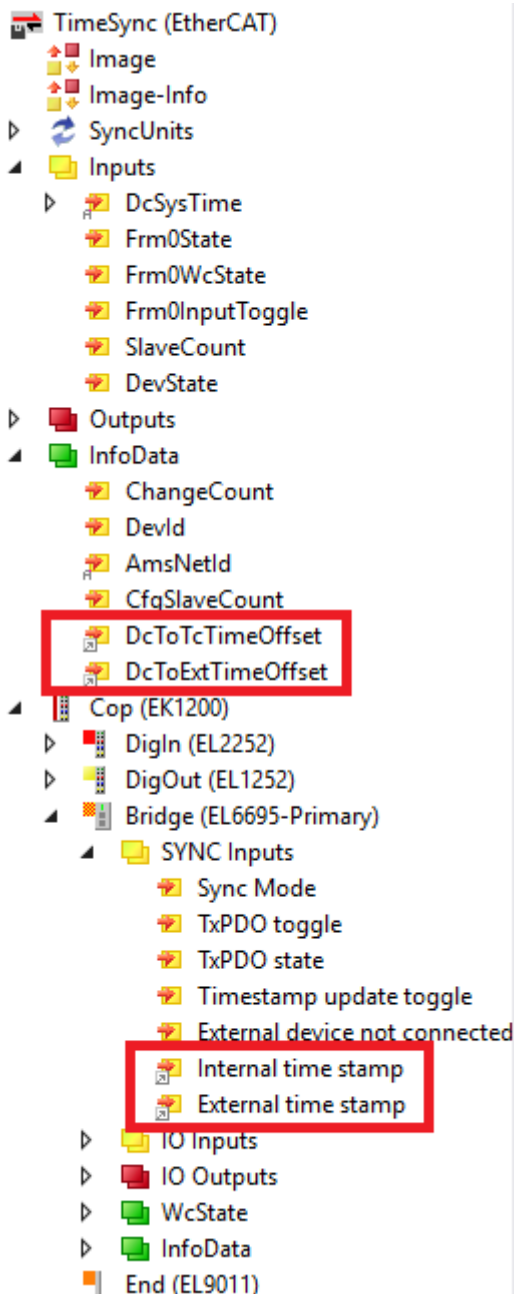 TimeSync (EtherCAT)
Image
Image-Info
SyncUnits
Inputs
DcSysTime
Frm0State
Frm0WcState
Frm0InputToggle
SlaveCount
DevState
Outputs
InfoData
ChangeCount
DevId
AmsNetId
CfgSlaveCount
DcToTcTimeOffset
DcToExtTimeOffset
Cop (EK1200)
DigIn (EL2252)
DigOut (EL1252)
Bridge (EL6695-Primary)
SYNC Inputs
Sync Mode
TxPDO toggle
TxPDO state
Timestamp update toggle
External device not connected
Internal time stamp
External time stamp
IO Inputs
IO Outputs
WcState
InfoData
End (EL9011)